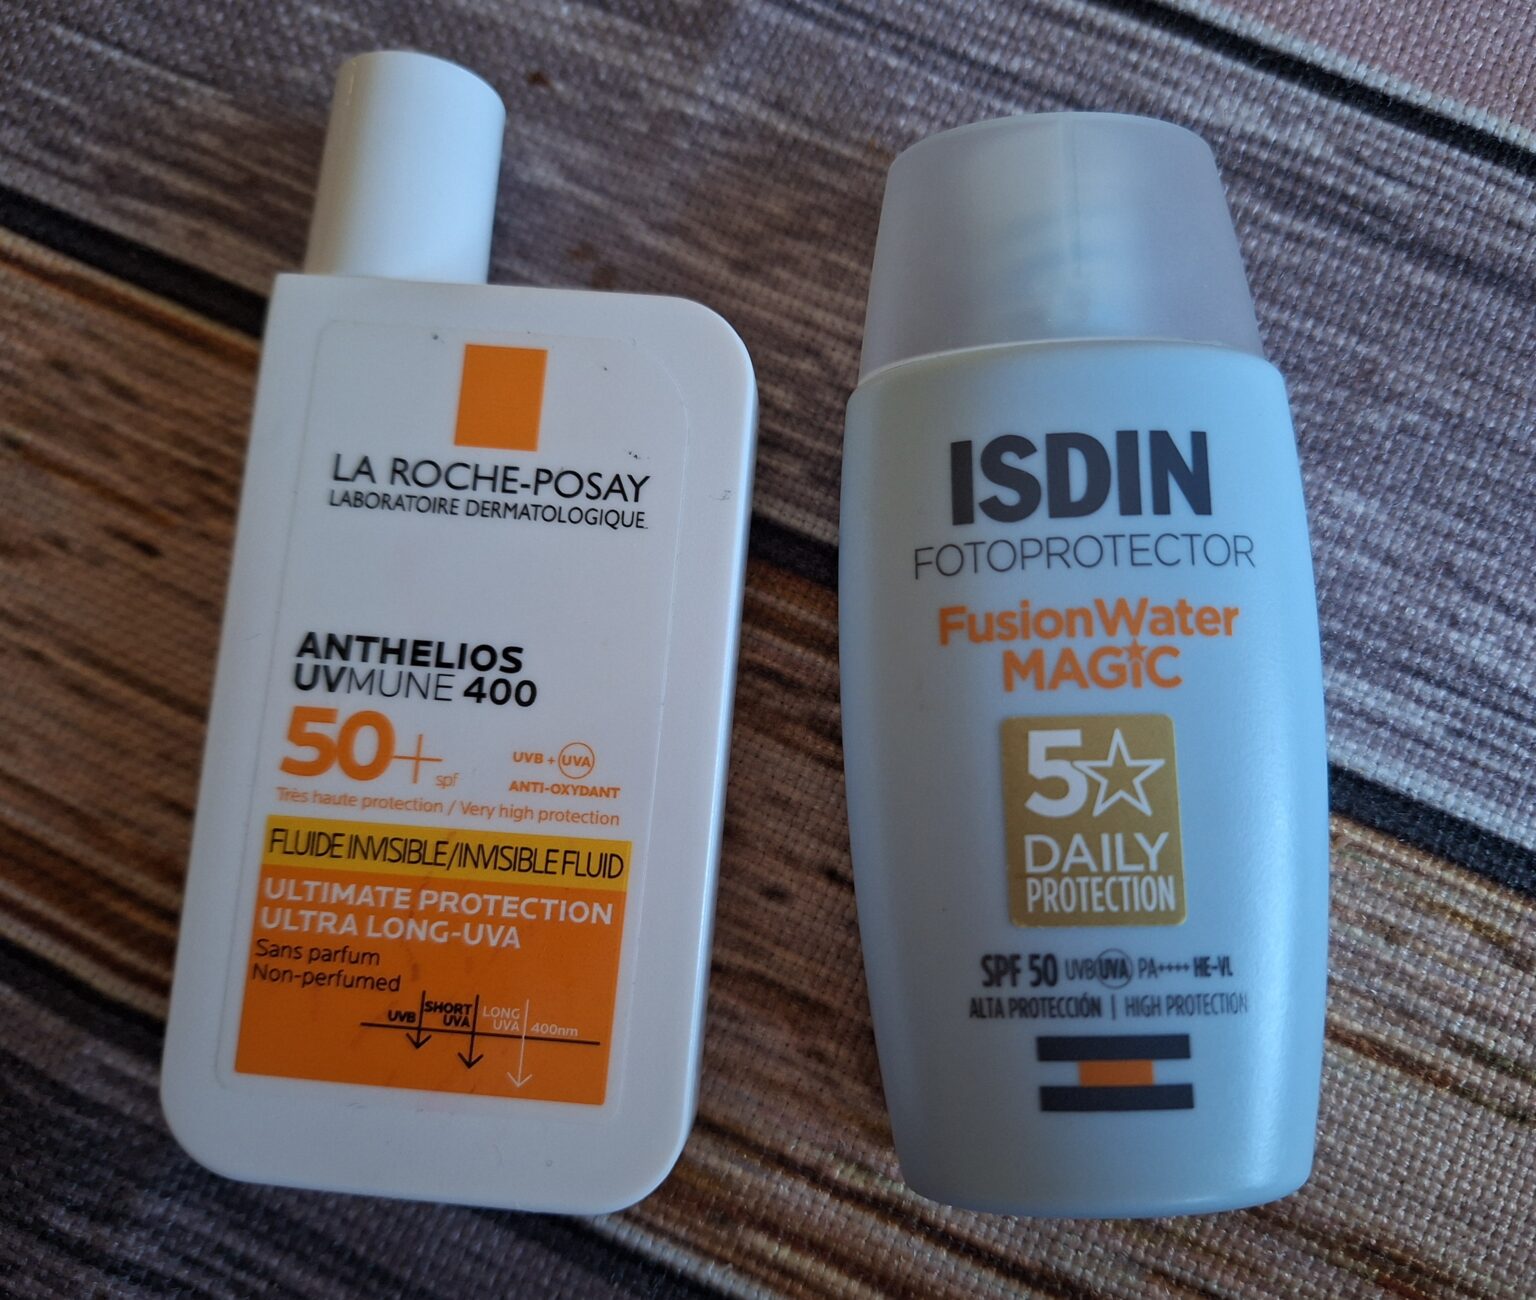 LA ROCHE-POSAY
LABORATOIRE DERMATOLOGIQUE
ANTHELIOS
UVMUNE 400
50+ spf
UVB + UVA
ANTI-OXYDANT
Très haute protection / Very high protection
FLUIDE INVISIBLE/INVISIBLE FLUID
ULTIMATE PROTECTION
ULTRA LONG-UVA
Sans parfum
Non-perfumed
UVB SHORT UVA LONG UVA 400nm
ISDIN
FOTOPROTECTOR
FusionWater
MAGIC
5
DAILY
PROTECTION
SPF 50 UVB UVA PA++++ HE-VL
ALTA PROTECCIÓN | HIGH PROTECTION